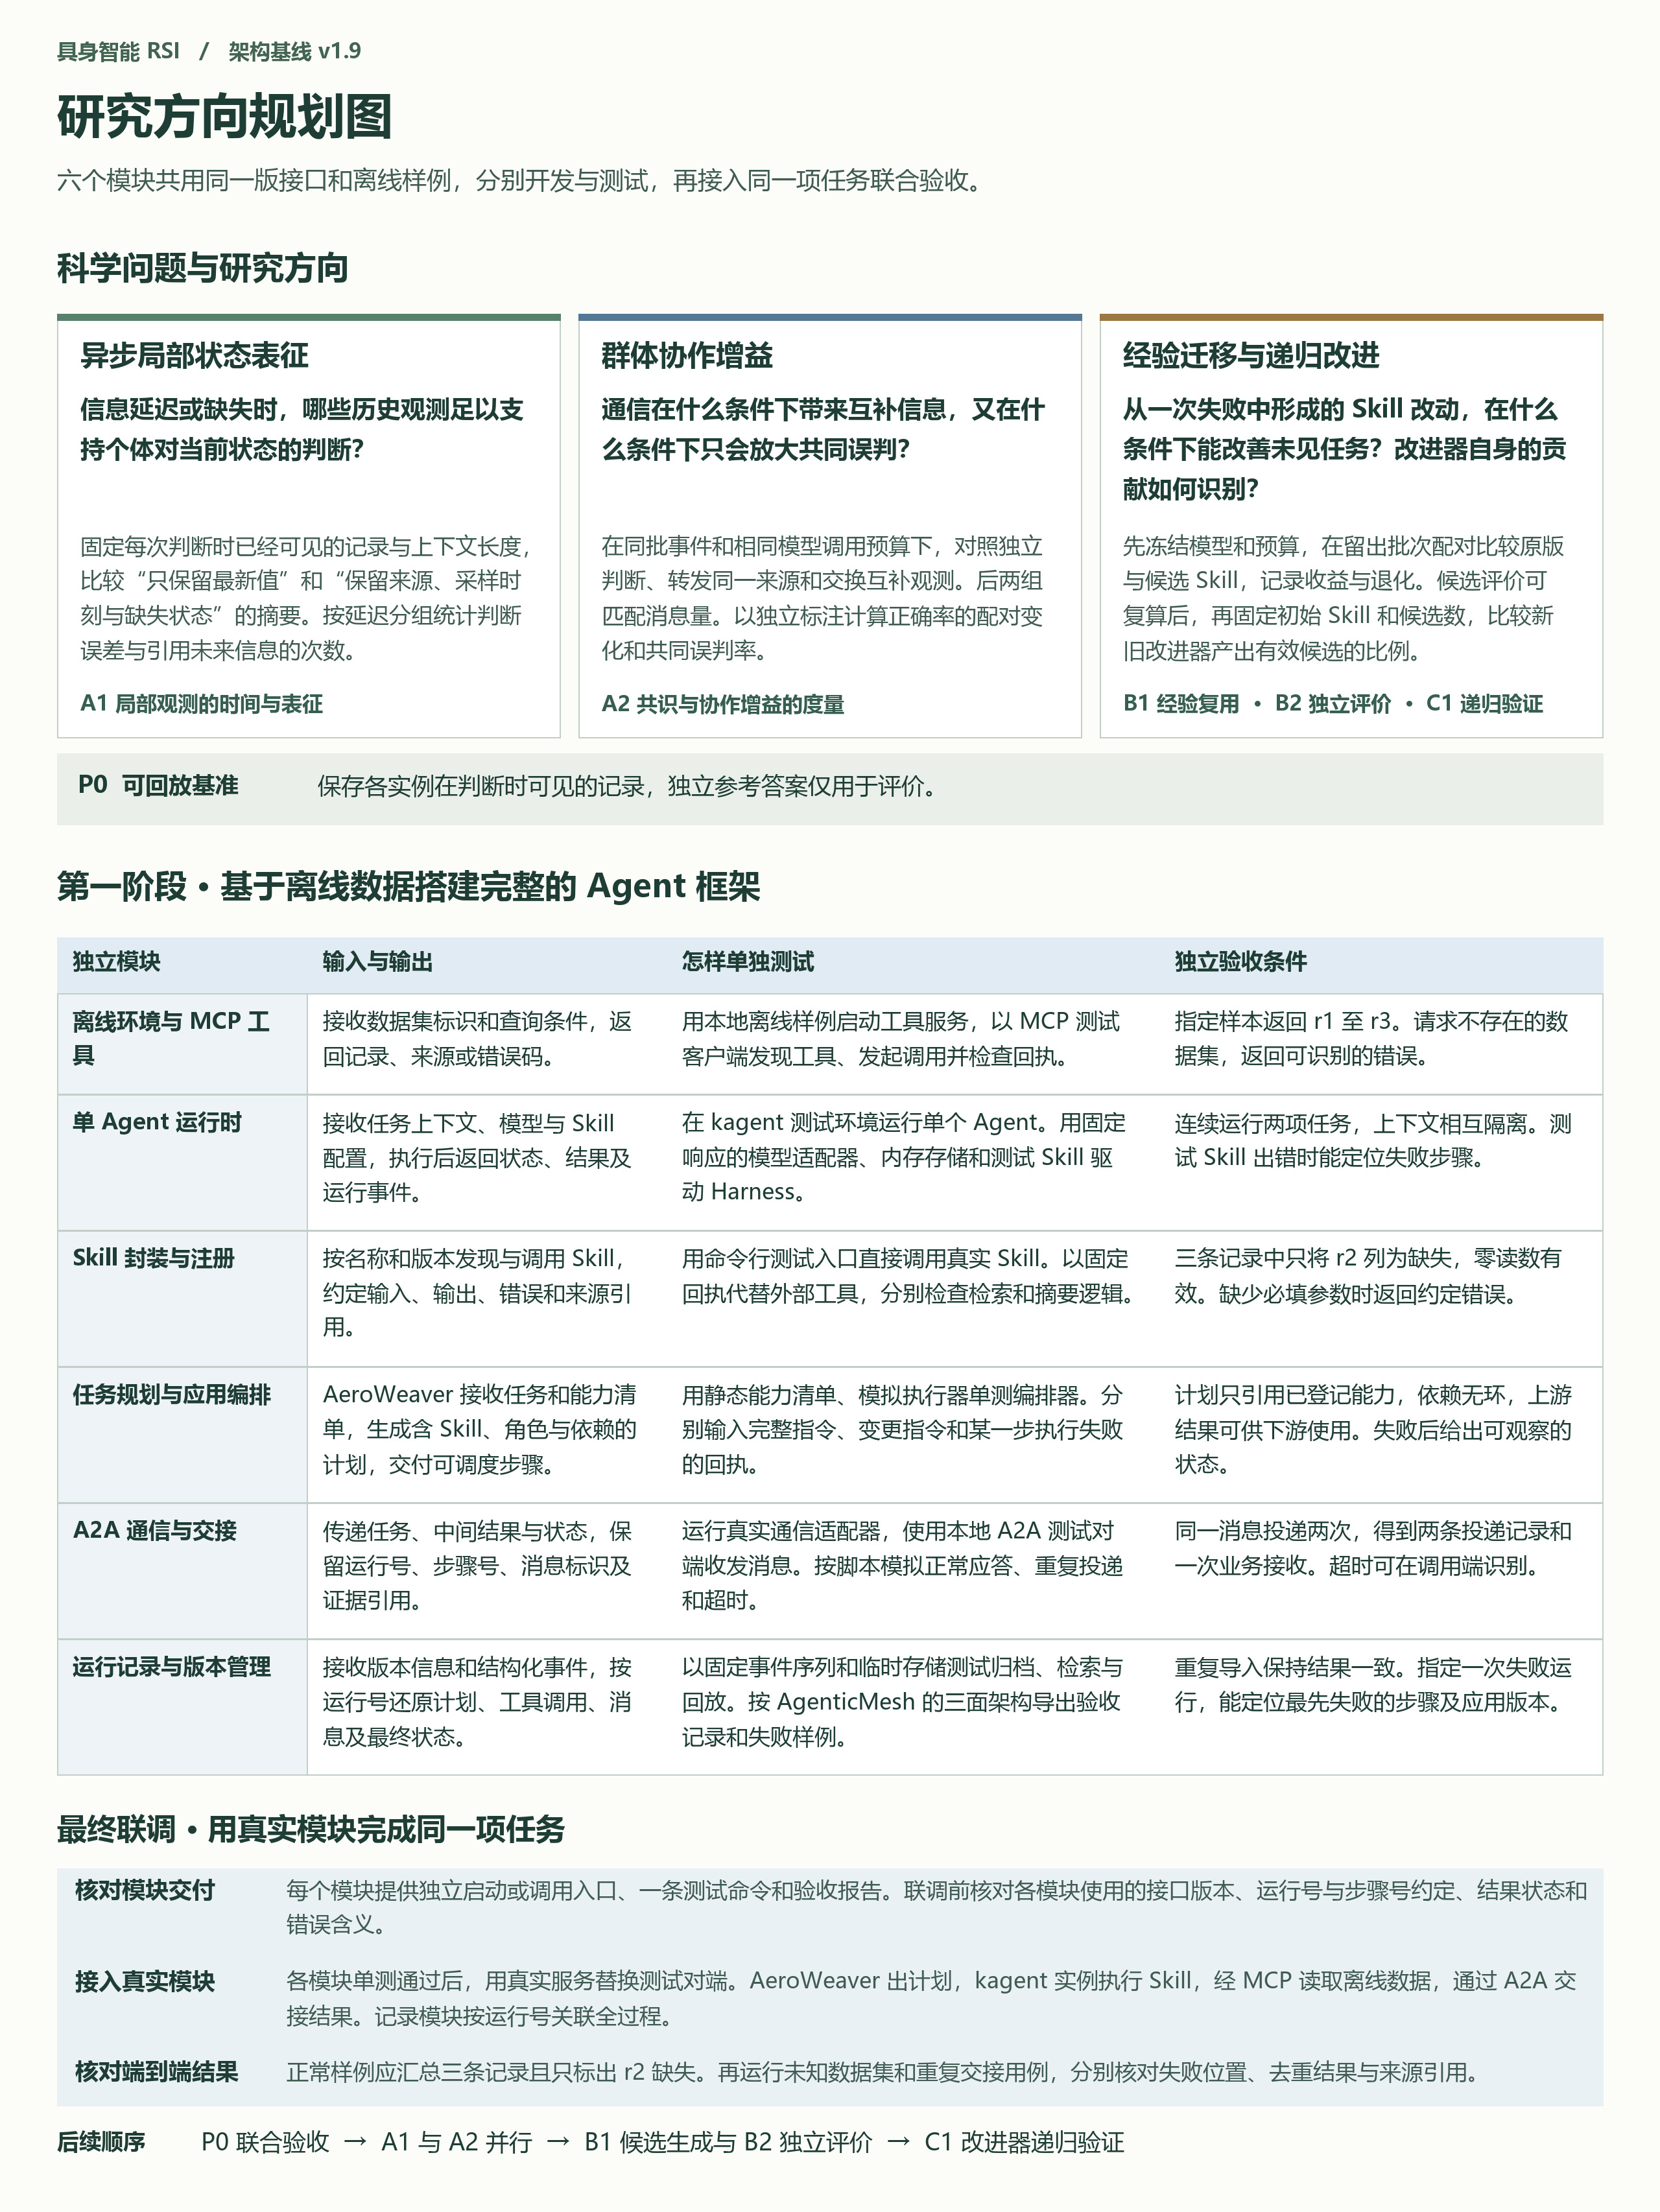 具身智能 RSI / 架构基线 v1.9
研究方向规划图
六个模块共用同一版接口和离线样例，分别开发与测试，再接入同一项任务联合验收。
科学问题与研究方向
异步局部状态表征
信息延迟或缺失时，哪些历史观测足以支
持个体对当前状态的判断？
固定每次判断时已经可见的记录与上下文长度，
比较“只保留最新值”和“保留来源、采样时
刻与缺失状态”的摘要。按延迟分组统计判断
误差与引用未来信息的次数。
A1 局部观测的时间与表征
群体协作增益
通信在什么条件下带来互补信息，又在什
么条件下只会放大共同误判？
在同批事件和相同模型调用预算下，对照独立
判断、转发同一来源和交换互补观测。后两组
匹配消息量。以独立标注计算正确率的配对变
化和共同误判率。
A2 共识与协作增益的度量
经验迁移与递归改进
从一次失败中形成的 Skill 改动，在什么
条件下能改善未见任务？改进器自身的贡
献如何识别？
先冻结模型和预算，在留出批次配对比较原版
与候选 Skill，记录收益与退化。候选评价可
复算后，再固定初始 Skill 和候选数，比较新
旧改进器产出有效候选的比例。
B1 经验复用 • B2 独立评价 • C1 递归验证
P0 可回放基准 保存各实例在判断时可见的记录，独立参考答案仅用于评价。
第一阶段 • 基于离线数据搭建完整的 Agent 框架
独立模块 输入与输出 怎样单独测试 独立验收条件
离线环境与 MCP 工
具
接收数据集标识和查询条件，返
回记录、来源或错误码。
用本地离线样例启动工具服务，以 MCP 测试
客户端发现工具、发起调用并检查回执。
指定样本返回 r1 至 r3。请求不存在的数
据集，返回可识别的错误。
单 Agent 运行时
接收任务上下文、模型与 Skill
配置，执行后返回状态、结果及
运行事件。
在 kagent 测试环境运行单个 Agent。用固定
响应的模型适配器、内存存储和测试 Skill 驱
动 Harness。
连续运行两项任务，上下文相互隔离。测
试 Skill 出错时能定位失败步骤。
Skill 封装与注册
按名称和版本发现与调用 Skill，
约定输入、输出、错误和来源引
用。
用命令行测试入口直接调用真实 Skill。以固定
回执代替外部工具，分别检查检索和摘要逻辑。
三条记录中只将 r2 列为缺失，零读数有
效。缺少必填参数时返回约定错误。
任务规划与应用编排
AeroWeaver 接收任务和能力清
单，生成含 Skill、角色与依赖的
计划，交付可调度步骤。
用静态能力清单、模拟执行器单测编排器。分
别输入完整指令、变更指令和某一步执行失败
的回执。
计划只引用已登记能力，依赖无环，上游
结果可供下游使用。失败后给出可观察的
状态。
A2A 通信与交接
传递任务、中间结果与状态，保
留运行号、步骤号、消息标识及
证据引用。
运行真实通信适配器，使用本地 A2A 测试对
端收发消息。按脚本模拟正常应答、重复投递
和超时。
同一消息投递两次，得到两条投递记录和
一次业务接收。超时可在调用端识别。
运行记录与版本管理
接收版本信息和结构化事件，按
运行号还原计划、工具调用、消
息及最终状态。
以固定事件序列和临时存储测试归档、检索与
回放。按 AgenticMesh 的三面架构导出验收
记录和失败样例。
重复导入保持结果一致。指定一次失败运
行，能定位最先失败的步骤及应用版本。
最终联调 • 用真实模块完成同一项任务
核对模块交付
每个模块提供独立启动或调用入口、一条测试命令和验收报告。联调前核对各模块使用的接口版本、运行号与步骤号约定、结果状态和
错误含义。
接入真实模块
各模块单测通过后，用真实服务替换测试对端。AeroWeaver 出计划，kagent 实例执行 Skill，经 MCP 读取离线数据，通过 A2A 交
接结果。记录模块按运行号关联全过程。
核对端到端结果
正常样例应汇总三条记录且只标出 r2 缺失。再运行未知数据集和重复交接用例，分别核对失败位置、去重结果与来源引用。
后续顺序 P0 联合验收 → A1 与 A2 并行 → B1 候选生成与 B2 独立评价 → C1 改进器递归验证